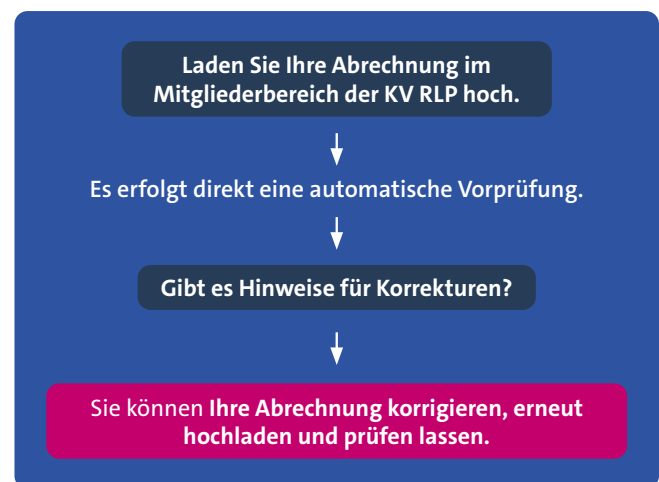 Laden Sie Ihre Abrechnung im
Mitgliederbereich der KV RLP hoch.
Es erfolgt direkt eine automatische Vorprüfung.
Gibt es Hinweise für Korrekturen?
Sie können Ihre Abrechnung korrigieren, erneut
hochladen und prüfen lassen.